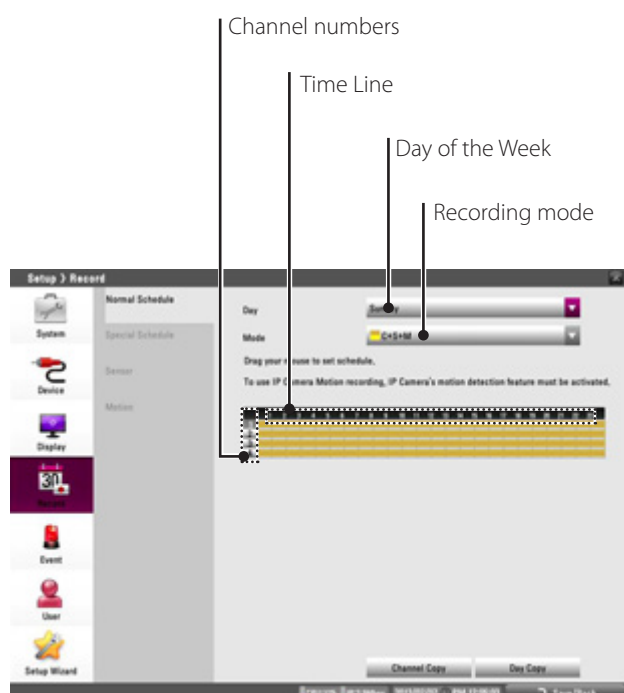 Channel numbers
Time Line
Day of the Week
Recording mode
Setup > Record
System
Device
Display
Record
Event
User
Setup Wizard
Normal Schedule
Special Schedule
Sensor
Motion
Day
Sunday
Mode
C+S+M
Drag your mouse to set schedule.
To use IP Camera Motion recording, IP Camera's motion detection feature must be activated.
Channel Copy
Day Copy